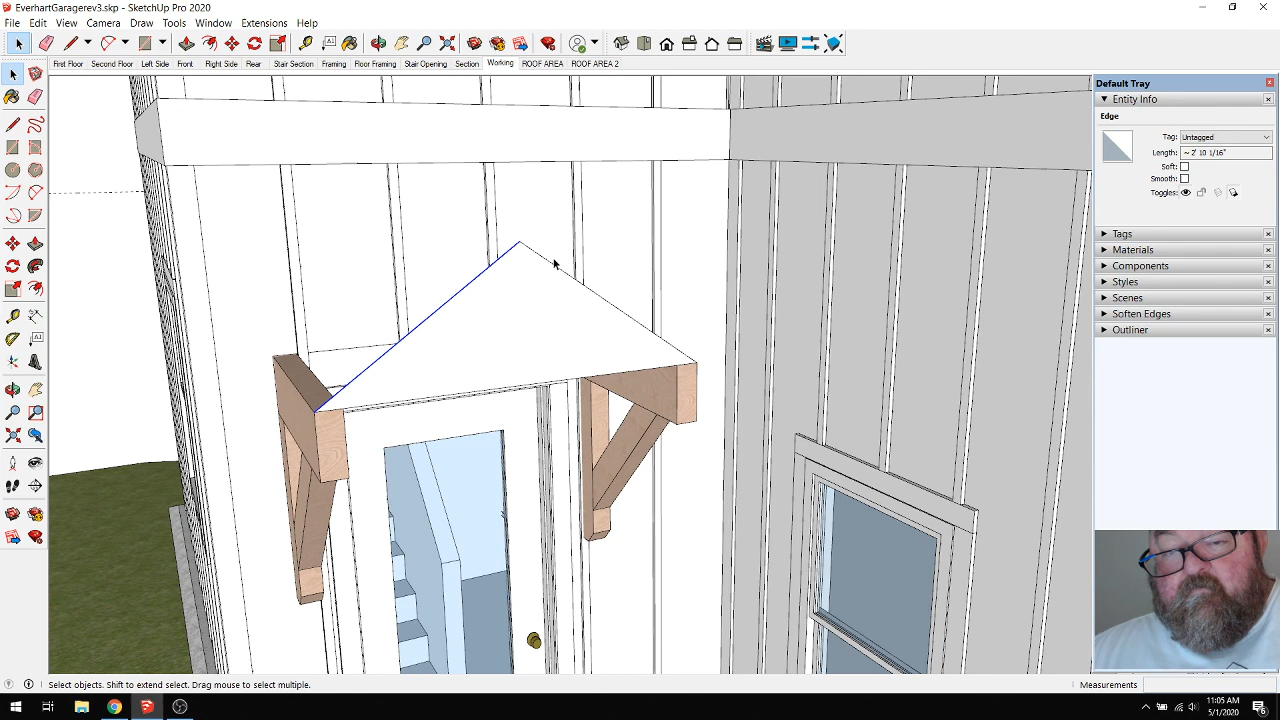 EverhartGaragerev3.skp - SketchUp Pro 2020
File Edit View Camera Draw Tools Window Extensions Help
First Floor Second Floor Left Side Front Right Side Rear Stair Section Framing Floor Framing Stair Opening Section Working ROOF AREA ROOF AREA 2
Default Tray
Entity Info
Edge
Tag: Untagged
Length: ~ 2' 10 1/16"
Soft:
Smooth:
Toggles:
Tags
Materials
Components
Styles
Scenes
Soften Edges
Outliner
Select objects. Shift to extend select. Drag mouse to select multiple.
Measurements
11:05 AM
5/1/2020